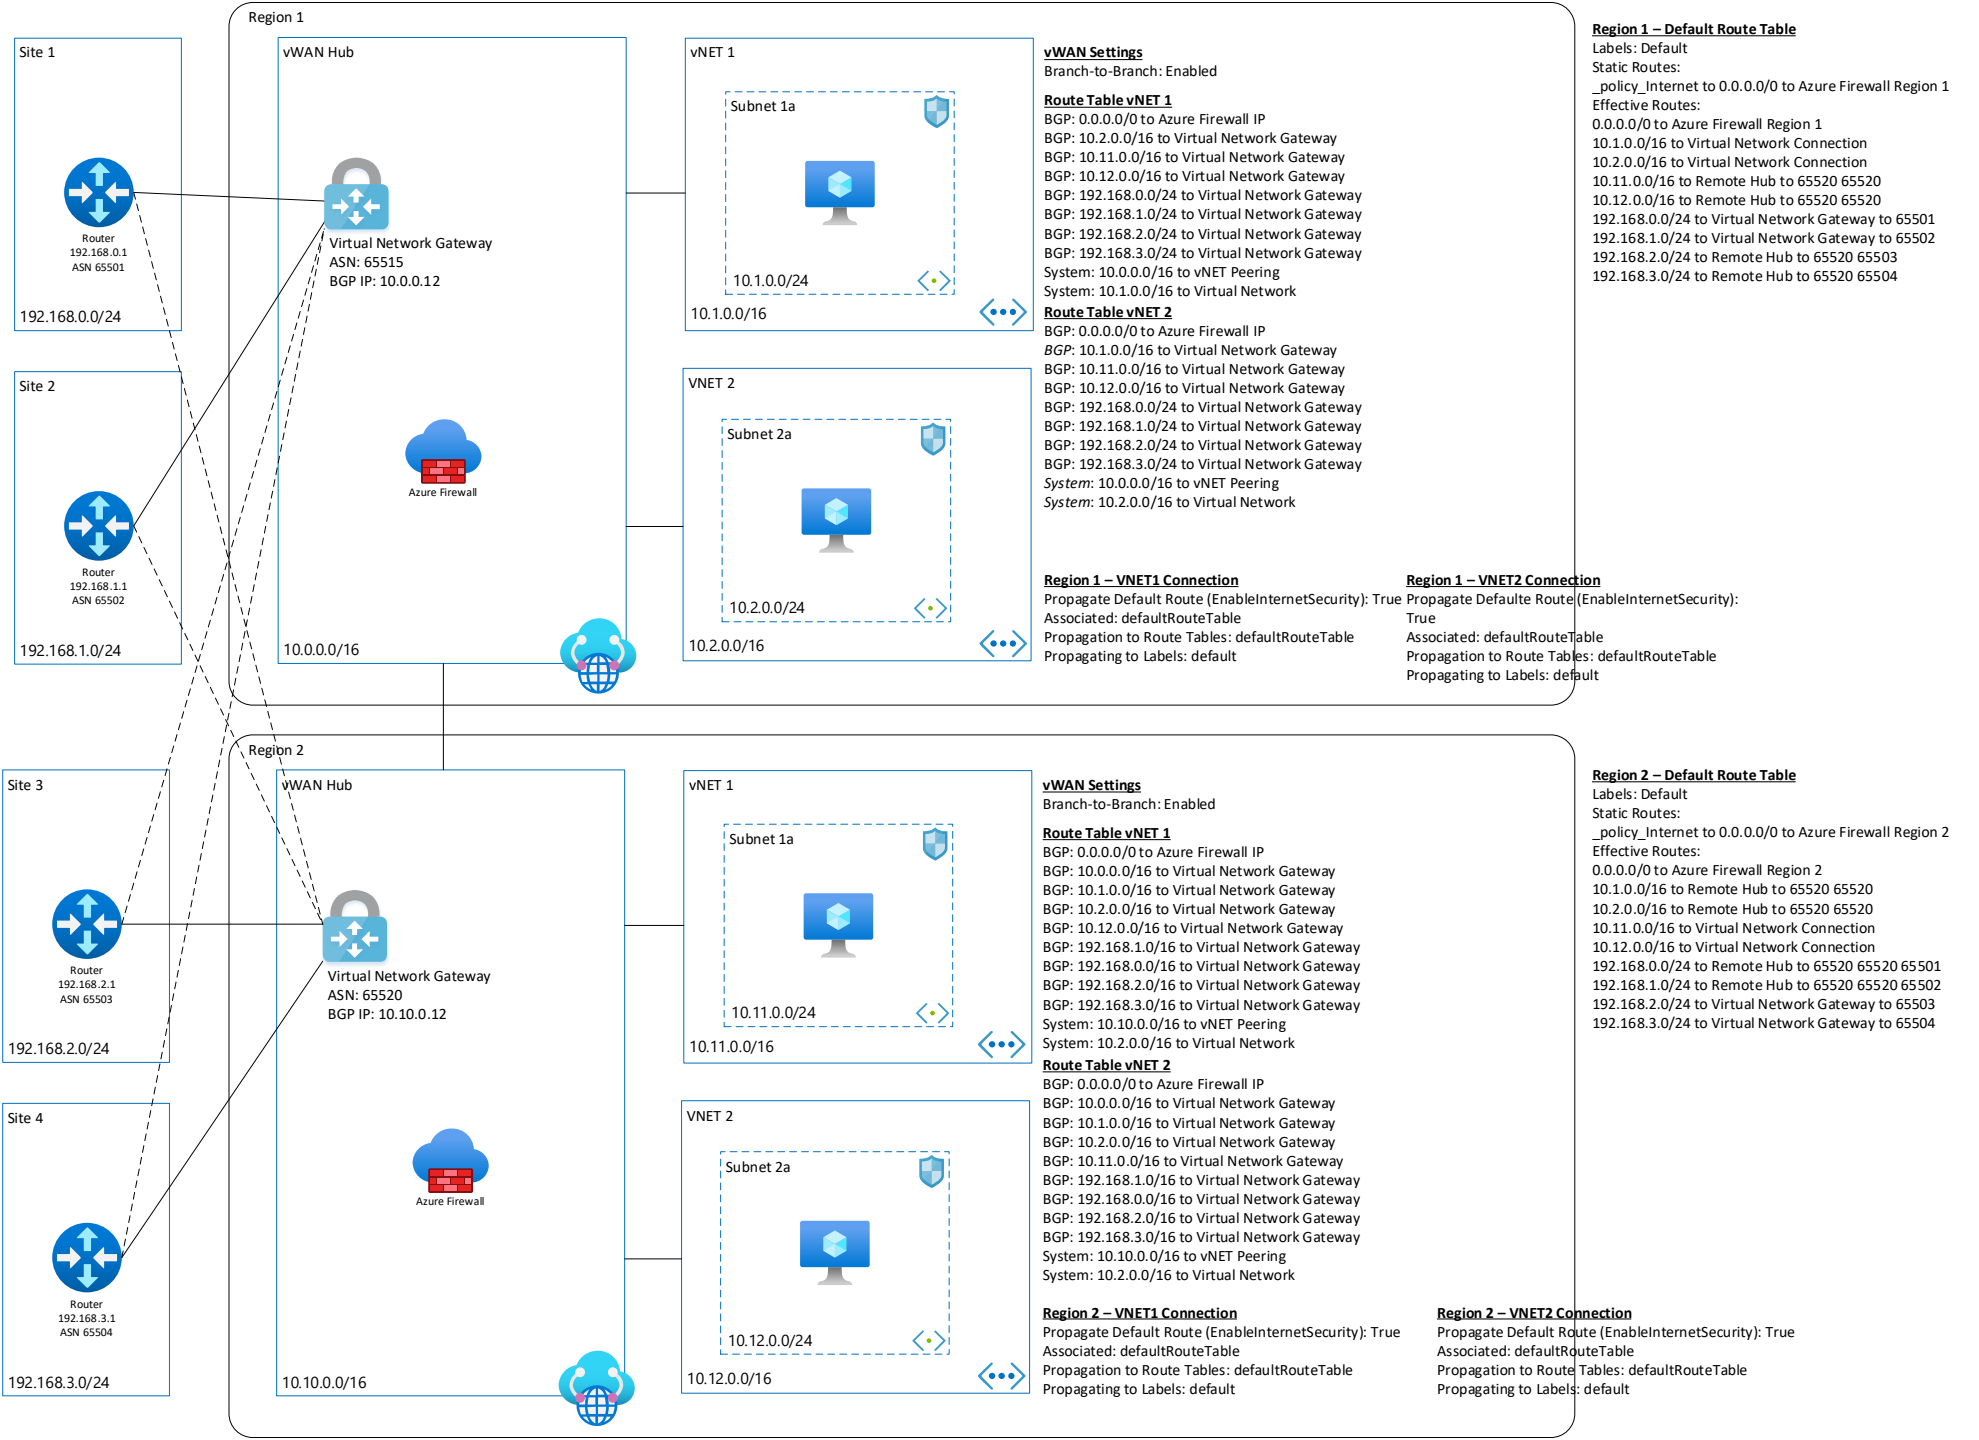 Region 1
Site 1
Router
192.168.0.1
ASN 65501
192.168.0.0/24
Site 2
Router
192.168.1.1
ASN 65502
192.168.1.0/24
vWAN Hub
Virtual Network Gateway
ASN: 65515
BGP IP: 10.0.0.12
Azure Firewall
10.0.0.0/16
vNET 1
Subnet 1a
10.1.0.0/24
10.1.0.0/16
VNET 2
Subnet 2a
10.2.0.0/24
10.2.0.0/16
vWAN Settings
Branch-to-Branch: Enabled
Route Table vNET 1
BGP: 0.0.0.0/0 to Azure Firewall IP
BGP: 10.2.0.0/16 to Virtual Network Gateway
BGP: 10.11.0.0/16 to Virtual Network Gateway
BGP: 10.12.0.0/16 to Virtual Network Gateway
BGP: 192.168.0.0/24 to Virtual Network Gateway
BGP: 192.168.1.0/24 to Virtual Network Gateway
BGP: 192.168.2.0/24 to Virtual Network Gateway
BGP: 192.168.3.0/24 to Virtual Network Gateway
System: 10.0.0.0/16 to vNET Peering
System: 10.1.0.0/16 to Virtual Network
Route Table vNET 2
BGP: 0.0.0.0/0 to Azure Firewall IP
BGP: 10.1.0.0/16 to Virtual Network Gateway
BGP: 10.11.0.0/16 to Virtual Network Gateway
BGP: 10.12.0.0/16 to Virtual Network Gateway
BGP: 192.168.0.0/24 to Virtual Network Gateway
BGP: 192.168.1.0/24 to Virtual Network Gateway
BGP: 192.168.2.0/24 to Virtual Network Gateway
BGP: 192.168.3.0/24 to Virtual Network Gateway
System: 10.0.0.0/16 to vNET Peering
System: 10.2.0.0/16 to Virtual Network
Region 1 – VNET1 Connection
Propagate Default Route (EnableInternetSecurity): True
Associated: defaultRouteTable
Propagation to Route Tables: defaultRouteTable
Propagating to Labels: default
Region 1 – VNET2 Connection
Propagate Defaulte Route (EnableInternetSecurity):
True
Associated: defaultRouteTable
Propagation to Route Tables: defaultRouteTable
Propagating to Labels: default
Region 1 – Default Route Table
Labels: Default
Static Routes:
_policy_Internet to 0.0.0.0/0 to Azure Firewall Region 1
Effective Routes:
0.0.0.0/0 to Azure Firewall Region 1
10.1.0.0/16 to Virtual Network Connection
10.2.0.0/16 to Virtual Network Connection
10.11.0.0/16 to Remote Hub to 65520 65520
10.12.0.0/16 to Remote Hub to 65520 65520
192.168.0.0/24 to Virtual Network Gateway to 65501
192.168.1.0/24 to Virtual Network Gateway to 65502
192.168.2.0/24 to Remote Hub to 65520 65503
192.168.3.0/24 to Remote Hub to 65520 65504
Region 2
Site 3
Router
192.168.2.1
ASN 65503
192.168.2.0/24
Site 4
Router
192.168.3.1
ASN 65504
192.168.3.0/24
vWAN Hub
Virtual Network Gateway
ASN: 65520
BGP IP: 10.10.0.12
Azure Firewall
10.10.0.0/16
vNET 1
Subnet 1a
10.11.0.0/24
10.11.0.0/16
VNET 2
Subnet 2a
10.12.0.0/24
10.12.0.0/16
vWAN Settings
Branch-to-Branch: Enabled
Route Table vNET 1
BGP: 0.0.0.0/0 to Azure Firewall IP
BGP: 10.0.0.0/16 to Virtual Network Gateway
BGP: 10.1.0.0/16 to Virtual Network Gateway
BGP: 10.2.0.0/16 to Virtual Network Gateway
BGP: 10.12.0.0/16 to Virtual Network Gateway
BGP: 192.168.1.0/16 to Virtual Network Gateway
BGP: 192.168.0.0/16 to Virtual Network Gateway
BGP: 192.168.2.0/16 to Virtual Network Gateway
BGP: 192.168.3.0/16 to Virtual Network Gateway
System: 10.10.0.0/16 to vNET Peering
System: 10.2.0.0/16 to Virtual Network
Route Table vNET 2
BGP: 0.0.0.0/0 to Azure Firewall IP
BGP: 10.0.0.0/16 to Virtual Network Gateway
BGP: 10.1.0.0/16 to Virtual Network Gateway
BGP: 10.2.0.0/16 to Virtual Network Gateway
BGP: 10.11.0.0/16 to Virtual Network Gateway
BGP: 192.168.1.0/16 to Virtual Network Gateway
BGP: 192.168.0.0/16 to Virtual Network Gateway
BGP: 192.168.2.0/16 to Virtual Network Gateway
BGP: 192.168.3.0/16 to Virtual Network Gateway
System: 10.10.0.0/16 to vNET Peering
System: 10.2.0.0/16 to Virtual Network
Region 2 – VNET1 Connection
Propagate Default Route (EnableInternetSecurity): True
Associated: defaultRouteTable
Propagation to Route Tables: defaultRouteTable
Propagating to Labels: default
Region 2 – VNET2 Connection
Propagate Default Route (EnableInternetSecurity): True
Associated: defaultRouteTable
Propagation to Route Tables: defaultRouteTable
Propagating to Labels: default
Region 2 – Default Route Table
Labels: Default
Static Routes:
_policy_Internet to 0.0.0.0/0 to Azure Firewall Region 2
Effective Routes:
0.0.0.0/0 to Azure Firewall Region 2
10.1.0.0/16 to Remote Hub to 65520 65520
10.2.0.0/16 to Remote Hub to 65520 65520
10.11.0.0/16 to Virtual Network Connection
10.12.0.0/16 to Virtual Network Connection
192.168.0.0/24 to Remote Hub to 65520 65520 65501
192.168.1.0/24 to Remote Hub to 65520 65520 65502
192.168.2.0/24 to Virtual Network Gateway to 65503
192.168.3.0/24 to Virtual Network Gateway to 65504